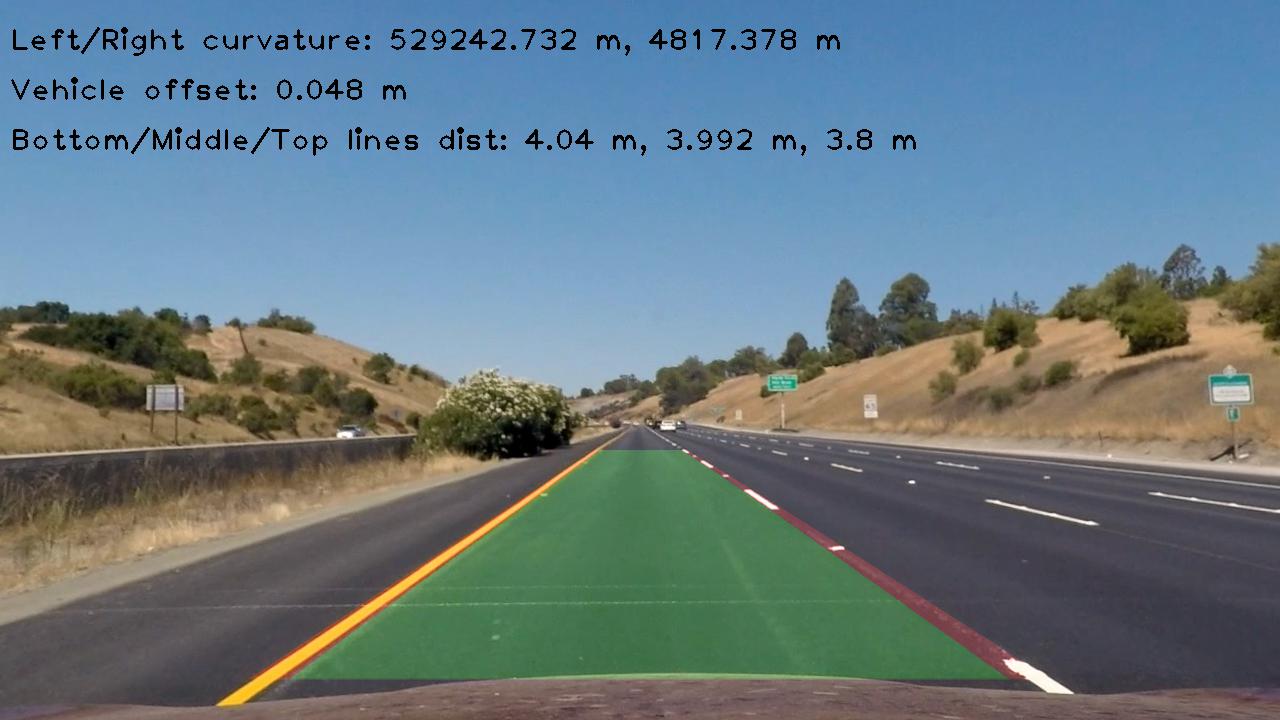 Left/Right curvature: 529242.732 m, 4817.378 m
Vehicle offset: 0.048 m
Bottom/Middle/Top lines dist: 4.04 m, 3.992 m, 3.8 m